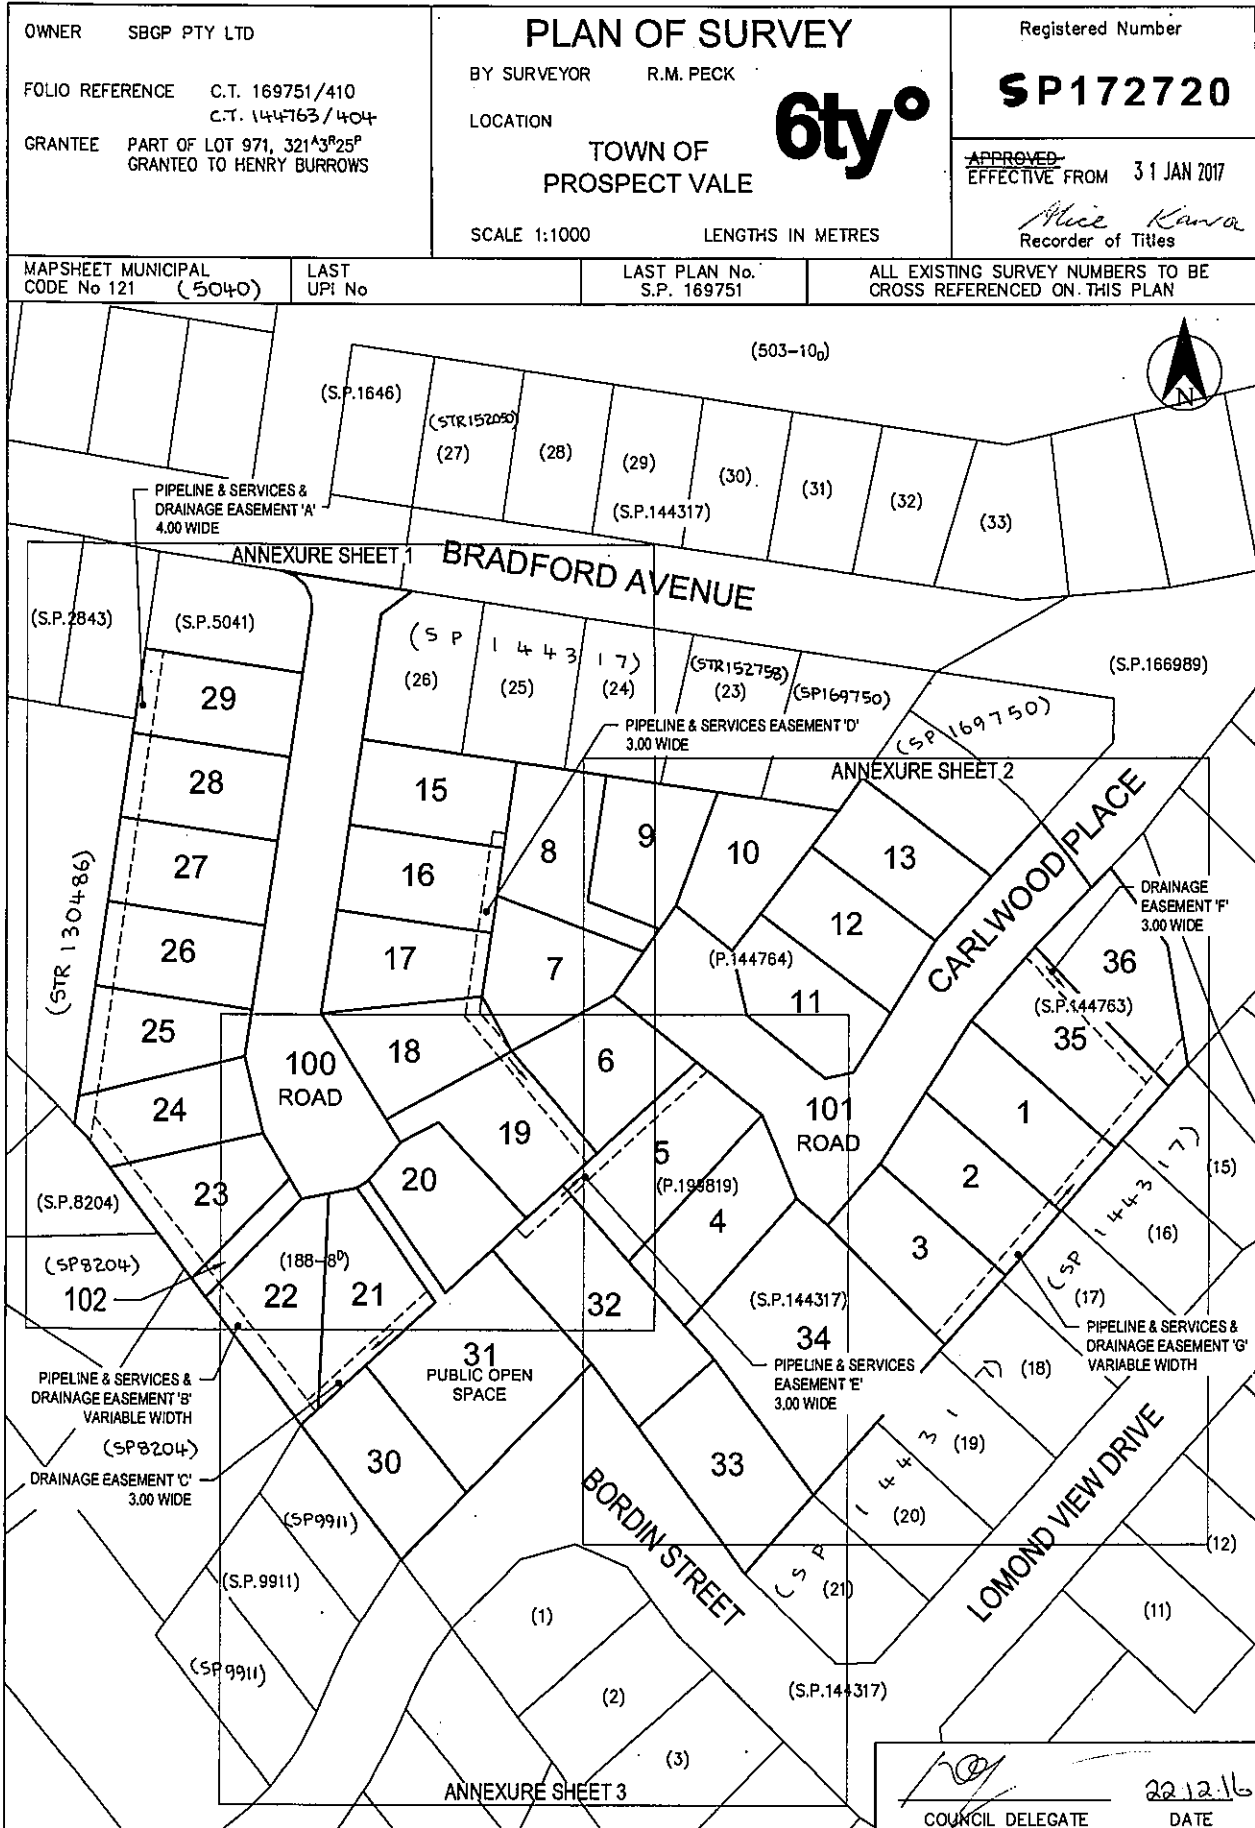 OWNER SBGP PTY LTD
FOLIO REFERENCE C.T. 169751/410
C.T. 144763/404
GRANTEE PART OF LOT 971, 321ᴬ3ᴿ25ᴾ
GRANTED TO HENRY BURROWS
PLAN OF SURVEY
BY SURVEYOR R.M. PECK
LOCATION
TOWN OF
PROSPECT VALE
6ty°
SCALE 1:1000 LENGTHS IN METRES
Registered Number
SP172720
APPROVED
EFFECTIVE FROM 31 JAN 2017
Alice Kawa
Recorder of Titles
MAPSHEET MUNICIPAL
CODE No 121 (5040)
LAST
UPI No
LAST PLAN No.
S.P. 169751
ALL EXISTING SURVEY NUMBERS TO BE
CROSS REFERENCED ON THIS PLAN
(503-10ᴅ)
N
(S.P.1646)
(STR152050)
(27)
(28)
(29)
(30)
(31)
(32)
(33)
(S.P.144317)
PIPELINE & SERVICES &
DRAINAGE EASEMENT 'A'
4.00 WIDE
ANNEXURE SHEET 1
BRADFORD AVENUE
(S.P.2843)
(S.P.5041)
(SP 144317)
(26)
(25)
(24)
(STR152758)
(23)
(SP169750)
(SP169750)
(S.P.166989)
PIPELINE & SERVICES EASEMENT 'D'
3.00 WIDE
ANNEXURE SHEET 2
29
28
27
26
25
24
23
(STR 130486)
15
16
17
18
8
9
10
13
12
11
7
(P.144764)
CARLWOOD PLACE
DRAINAGE
EASEMENT 'F'
3.00 WIDE
36
(S.P.144763)
35
100
ROAD
6
101
ROAD
1
2
3
19
20
5
(P.199819)
4
(SP 144317)
(15)
(16)
(17)
(S.P.8204)
(SP8204)
102
(188-8ᴰ)
22
21
32
(S.P.144317)
34
31
PUBLIC OPEN
SPACE
PIPELINE & SERVICES
EASEMENT 'E'
3.00 WIDE
PIPELINE & SERVICES &
DRAINAGE EASEMENT 'G'
VARIABLE WIDTH
PIPELINE & SERVICES &
DRAINAGE EASEMENT 'B'
VARIABLE WIDTH
(SP8204)
DRAINAGE EASEMENT 'C'
3.00 WIDE
30
33
(18)
(19)
(20)
(21)
(SP 144317)
BORDIN STREET
LOMOND VIEW DRIVE
(SP9911)
(S.P.9911)
(SP9911)
(12)
(11)
(1)
(2)
(3)
(S.P.144317)
ANNEXURE SHEET 3
COUNCIL DELEGATE
22.12.16
DATE